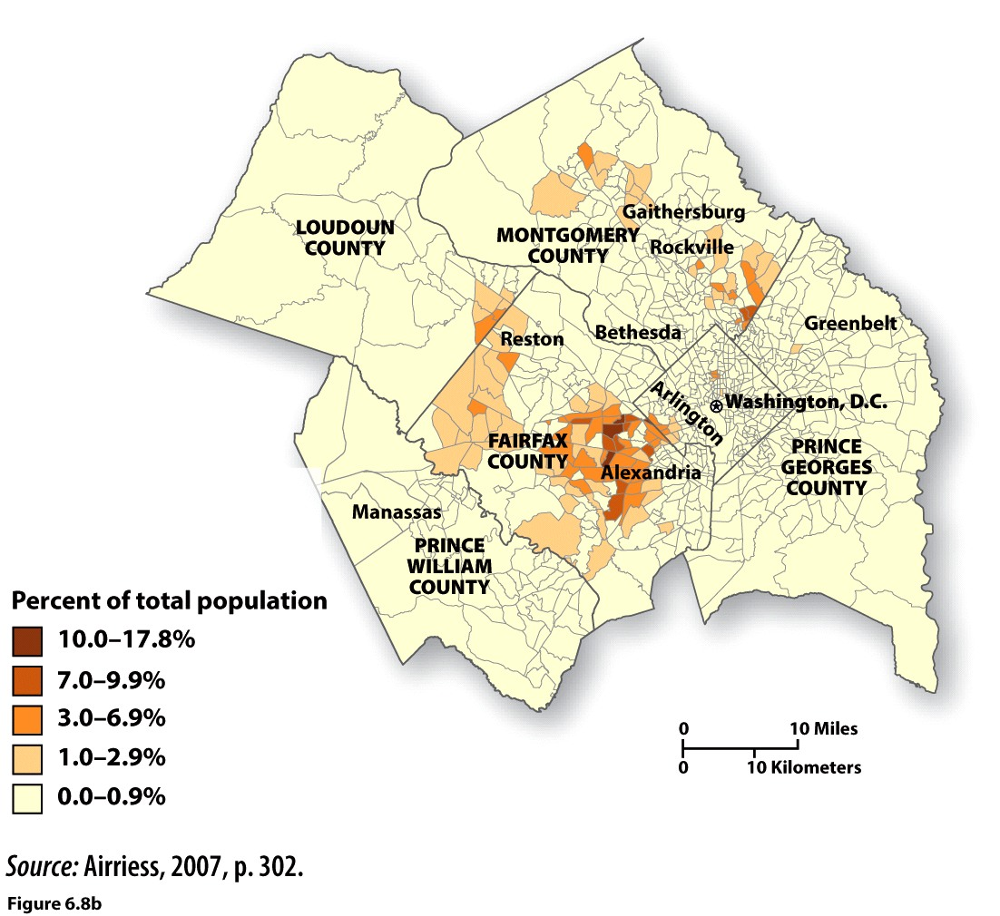 LOUDOUN
COUNTY
MONTGOMERY
COUNTY
Gaithersburg
Rockville
Bethesda
Greenbelt
Reston
Arlington
Washington, D.C.
FAIRFAX
COUNTY
Alexandria
PRINCE
GEORGES
COUNTY
Manassas
PRINCE
WILLIAM
COUNTY
Percent of total population
10.0–17.8%
7.0–9.9%
3.0–6.9%
1.0–2.9%
0.0–0.9%
0 10 Miles
0 10 Kilometers
Source: Airriess, 2007, p. 302.
Figure 6.8b